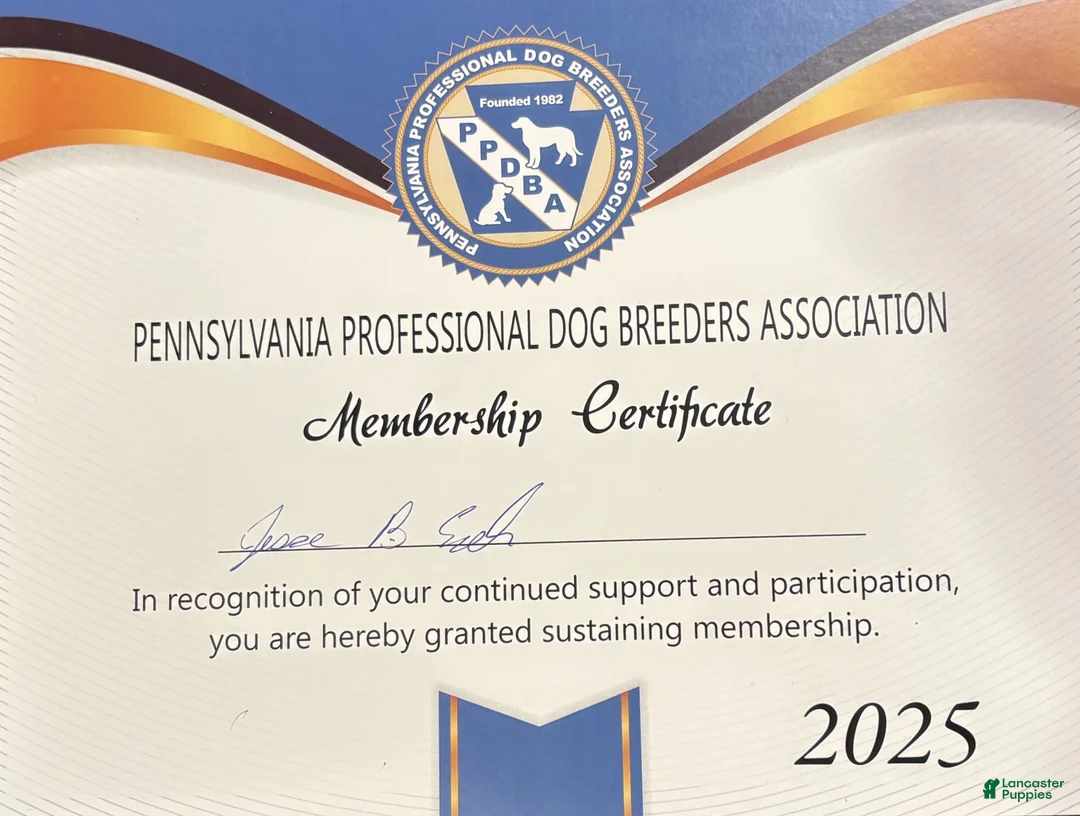 PENNSYLVANIA PROFESSIONAL DOG BREEDERS ASSOCIATION
Founded 1982
PPDBA
PENNSYLVANIA PROFESSIONAL DOG BREEDERS ASSOCIATION
Membership Certificate
B
In recognition of your continued support and participation,
you are hereby granted sustaining membership.
2025
Lancaster
Puppies